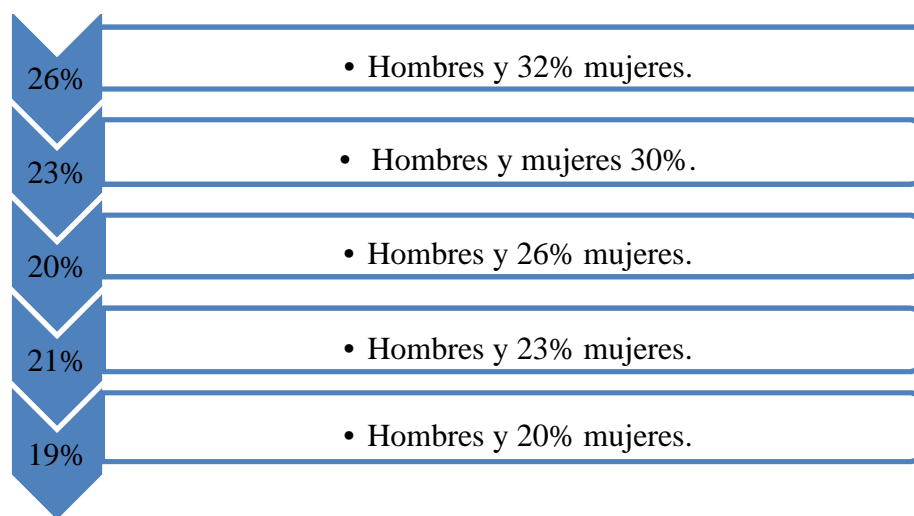 26%
• Hombres y 32% mujeres.
23%
• Hombres y mujeres 30%.
20%
• Hombres y 26% mujeres.
21%
• Hombres y 23% mujeres.
19%
• Hombres y 20% mujeres.